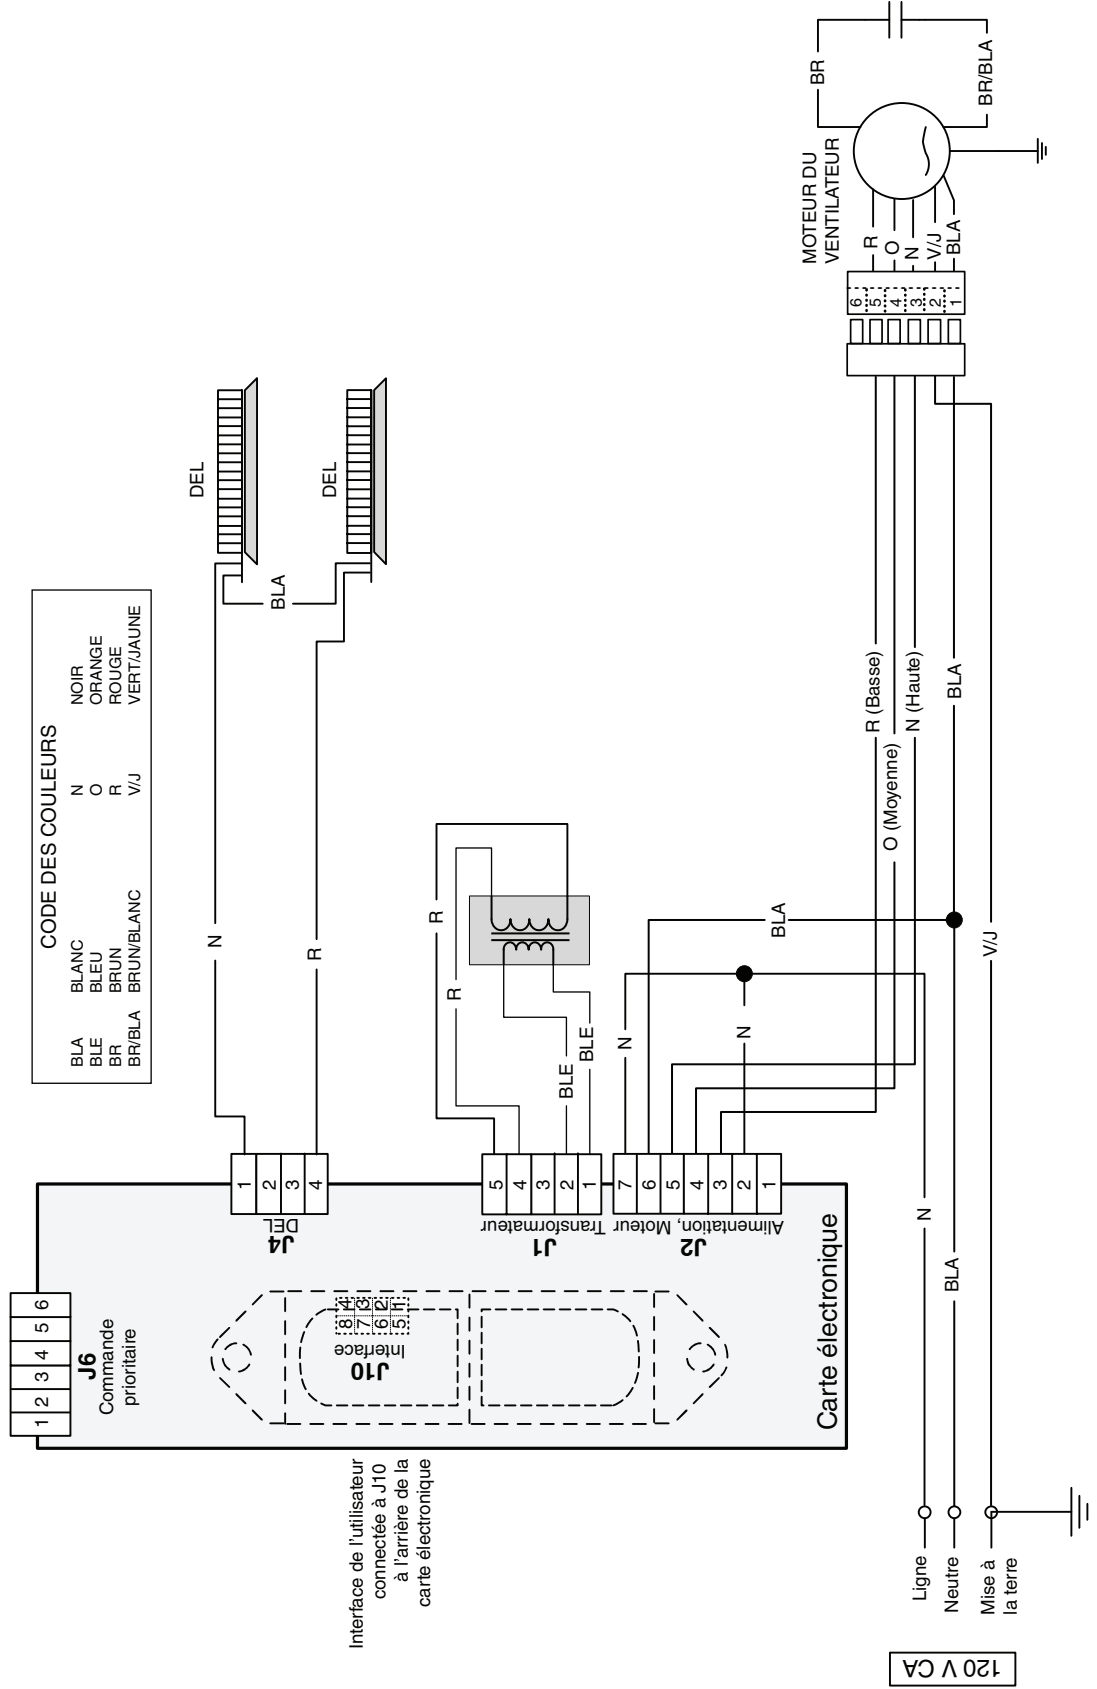 CODE DES COULEURS
BLA BLANC N NOIR
BLE BLEU O ORANGE
BR BRUN R ROUGE
BR/BLA BRUN/BLANC V/J VERT/JAUNE
1 2 3 4 5 6
J6
Commande
prioritaire
N
R
BLA
DEL
DEL
1
2
3
4
DEL
J4
Interface de l'utilisateur
connectée à J10
à l'arrière de la
carte électronique
8 4
7 3
6 2
5 1
Interface
J10
R
R
BLE
BLE
5
4
3
2
1
Transformateur
J1
7
6
5
4
3
2
1
Alimentation, Moteur
J2
Carte électronique
N
BLA
N
R (Basse)
O (Moyenne)
N (Haute)
BLA
V/J
N
BLA
6
5
4
3
2
1
R
O
N
V/J
BLA
MOTEUR DU
VENTILATEUR
BR
BR/BLA
Ligne
Neutre
Mise à
la terre
120 V CA